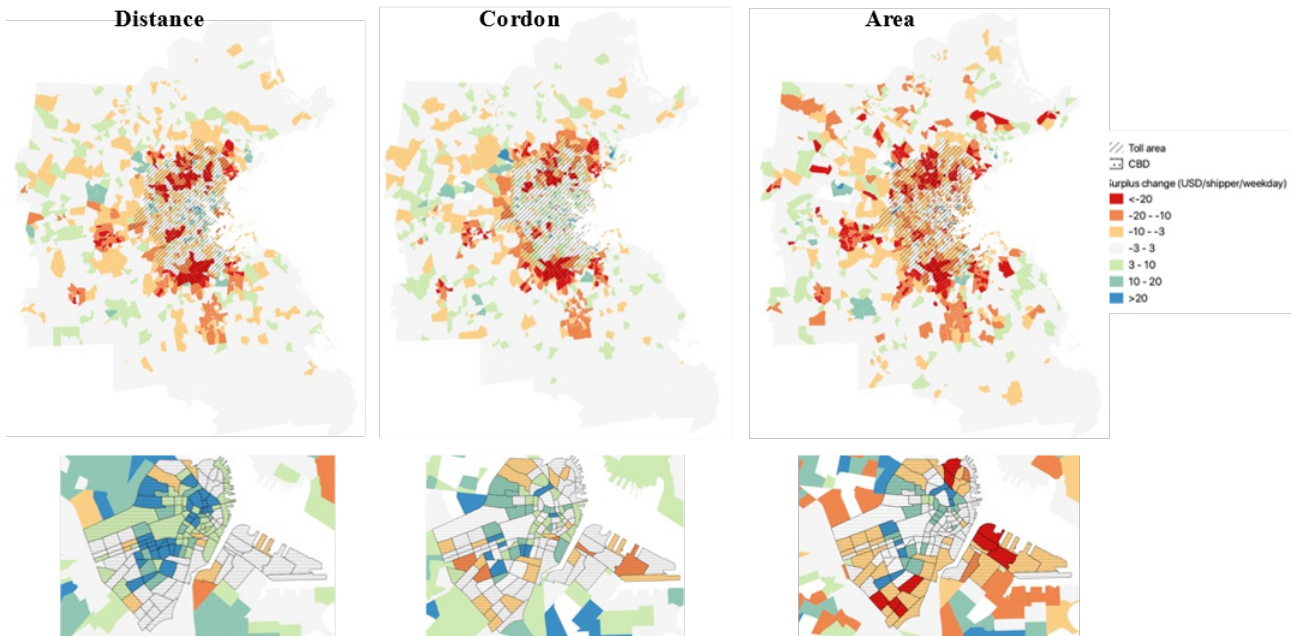 Distance
Cordon
Area
Toll area
CBD
Surplus change (USD/shipper/weekday)
<-20
-20 - -10
-10 - -3
-3 - 3
3 - 10
10 - 20
>20